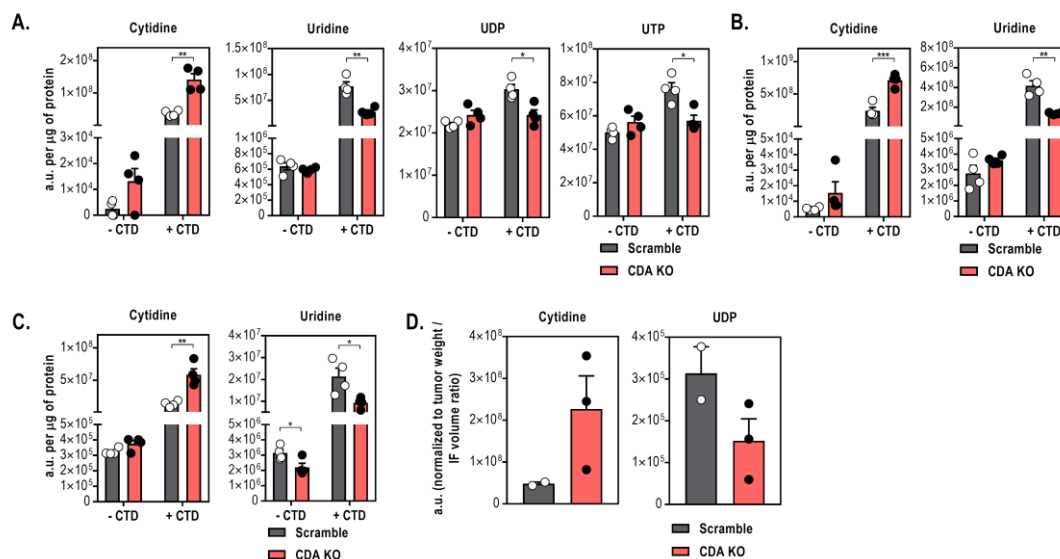 A.
Cytidine
a.u. per µg of protein
2×10⁸
1×10⁸
3×10⁴
2×10⁴
1×10⁴
0
**
- CTD + CTD
Uridine
1.5×10⁸
1×10⁸
5×10⁷
1×10⁶
8×10⁵
6×10⁵
4×10⁵
2×10⁵
0
**
- CTD + CTD
UDP
4×10⁷
3×10⁷
2×10⁷
1×10⁷
0
*
- CTD + CTD
UTP
1×10⁸
8×10⁷
6×10⁷
4×10⁷
2×10⁷
0
*
- CTD + CTD
Scramble
CDA KO
B.
Cytidine
a.u. per µg of protein
1×10⁹
5×10⁸
5×10⁴
4×10⁴
3×10⁴
2×10⁴
1×10⁴
0
***
- CTD + CTD
Uridine
8×10⁸
6×10⁸
4×10⁸
2×10⁸
5×10⁶
4×10⁶
3×10⁶
2×10⁶
1×10⁶
0
**
- CTD + CTD
C.
Cytidine
a.u. per µg of protein
1×10⁸
5×10⁷
5×10⁵
4×10⁵
3×10⁵
2×10⁵
1×10⁵
0
**
- CTD + CTD
Uridine
4×10⁷
3×10⁷
2×10⁷
1×10⁷
4×10⁶
3×10⁶
2×10⁶
1×10⁶
0
*
*
- CTD + CTD
Scramble
CDA KO
D.
Cytidine
a.u. (normalized to tumor weight /
IF volume ratio)
4×10⁸
3×10⁸
2×10⁸
1×10⁸
0
UDP
4×10⁵
3×10⁵
2×10⁵
1×10⁵
0
Scramble
CDA KO